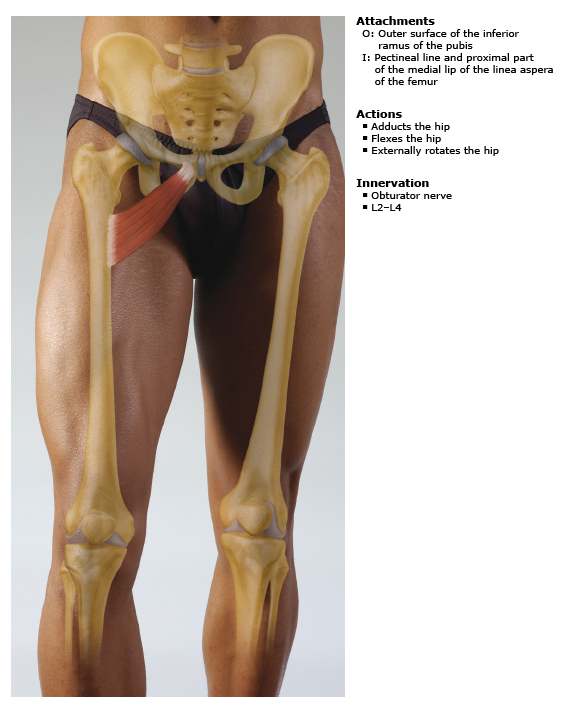 Attachments
O: Outer surface of the inferior
ramus of the pubis
I: Pectineal line and proximal part
of the medial lip of the linea aspera
of the femur
Actions
▪ Adducts the hip
▪ Flexes the hip
▪ Externally rotates the hip
Innervation
▪ Obturator nerve
▪ L2–L4